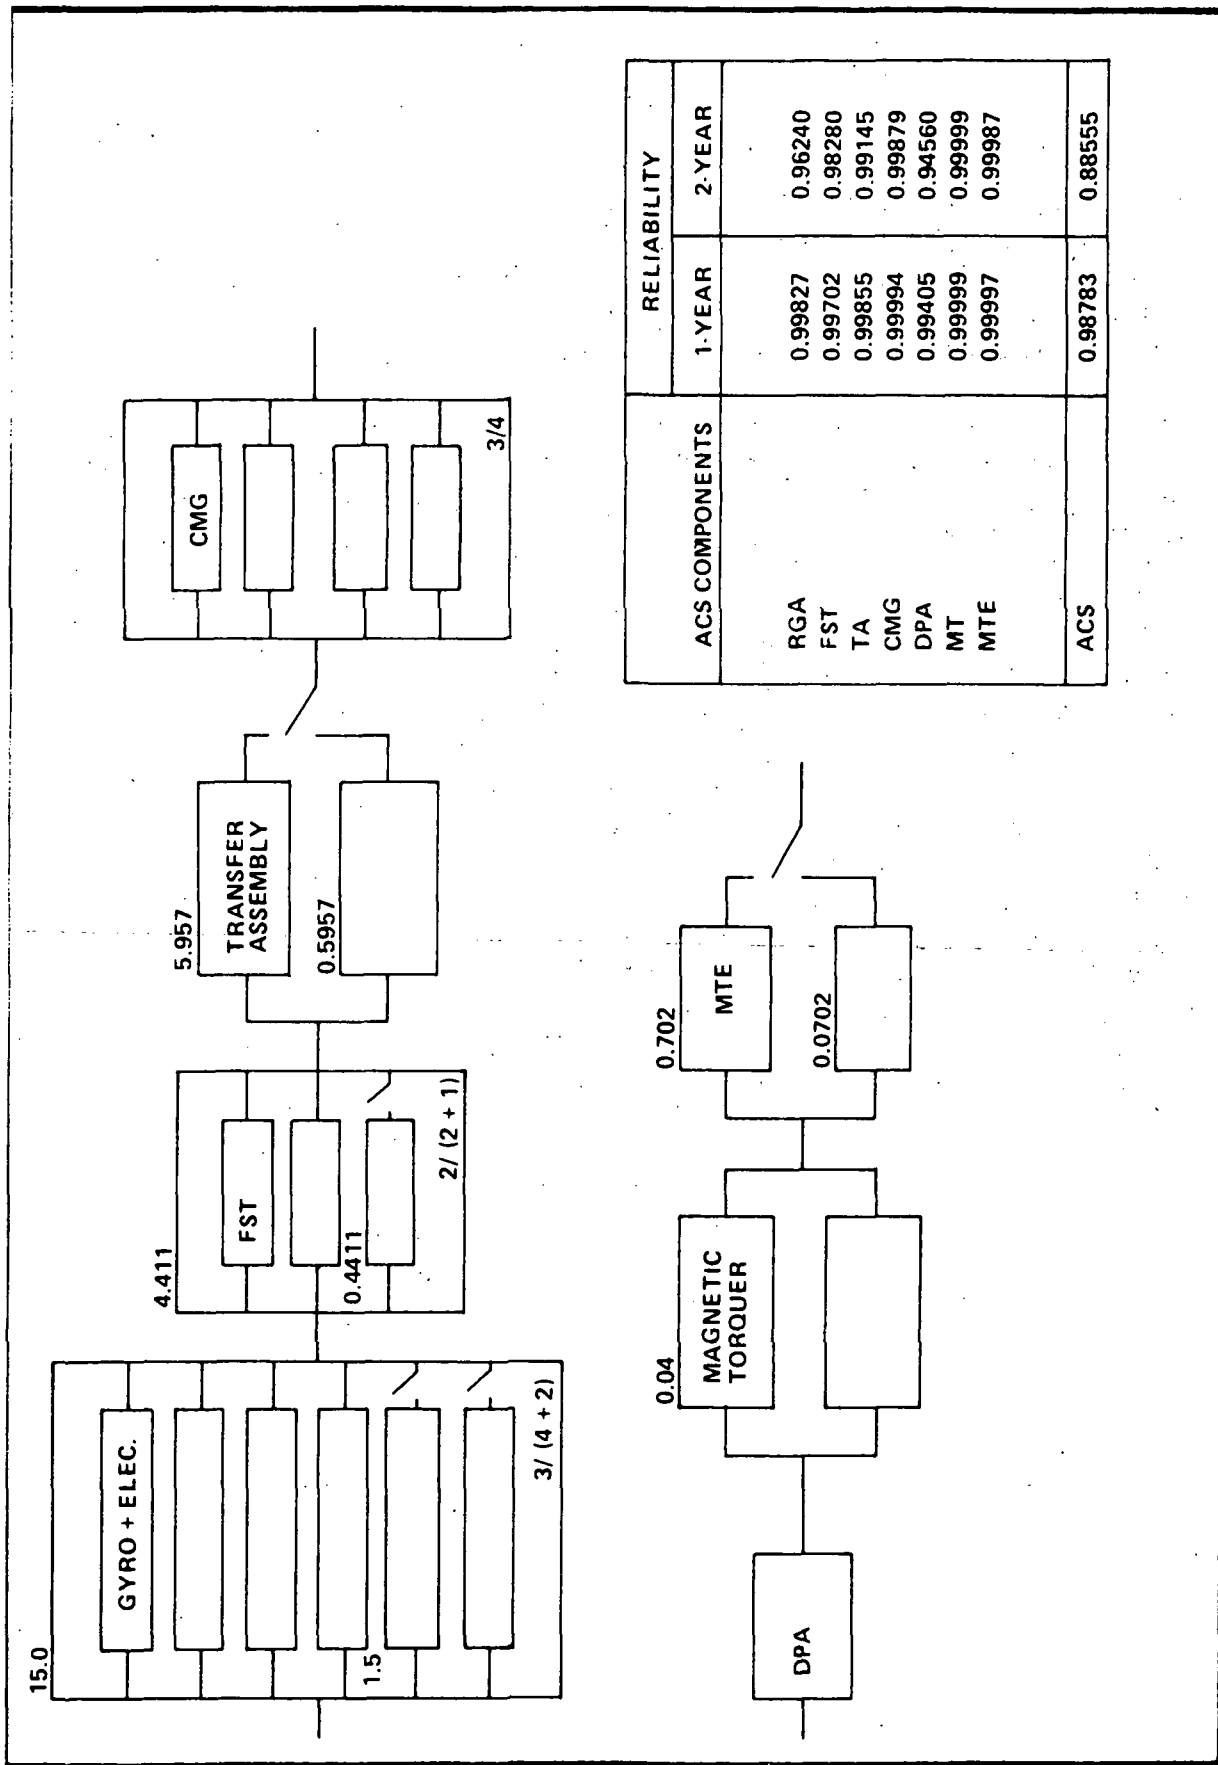 15.0
GYRO + ELEC.
1.5
3/ (4 + 2)
4.411
FST
0.4411
2/ (2 + 1)
5.957
TRANSFER
ASSEMBLY
0.5957
CMG
3/4
DPA
0.04
MAGNETIC
TORQUER
0.702
MTE
0.0702
RELIABILITY
ACS COMPONENTS 1-YEAR 2-YEAR
RGA 0.99827 0.96240
FST 0.99702 0.98280
TA 0.99855 0.99145
CMG 0.99994 0.99879
DPA 0.99405 0.94560
MT 0.99999 0.99999
MTE 0.99997 0.99987
ACS 0.98783 0.88555